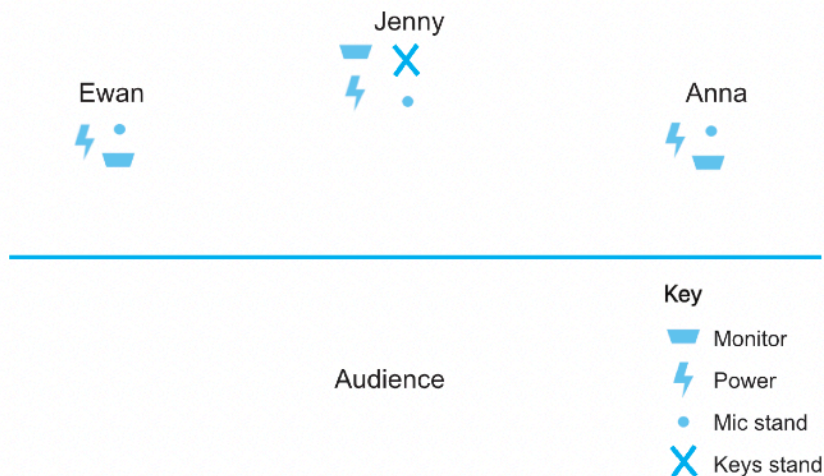 Jenny
Ewan
Anna
Key
Monitor
Power
Audience
Mic stand
Keys stand